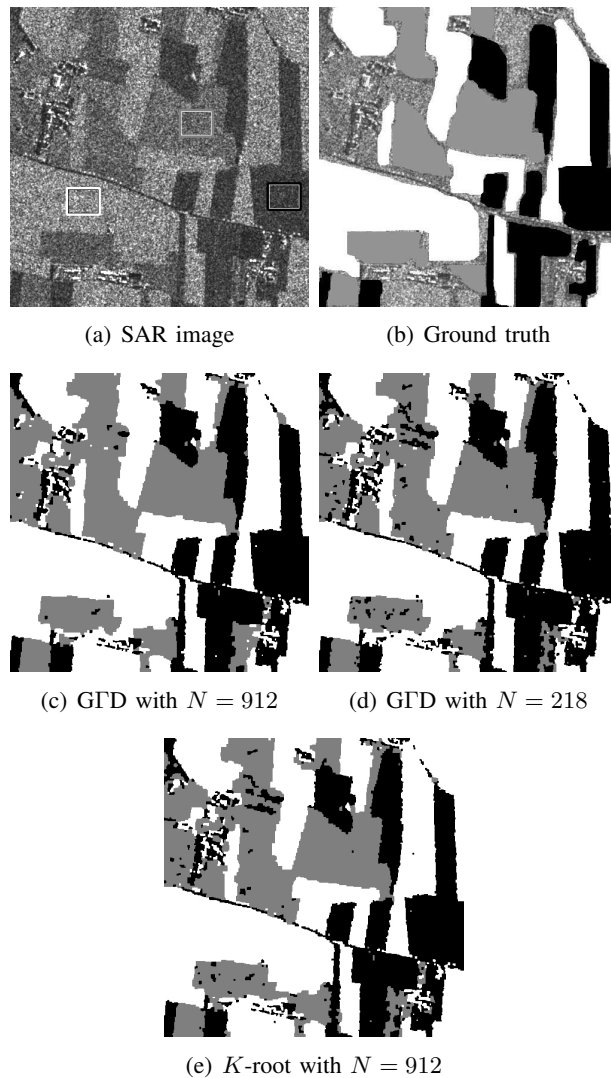 (a) SAR image
(b) Ground truth
(c) GΓD with N = 912
(d) GΓD with N = 218
(e) K-root with N = 912